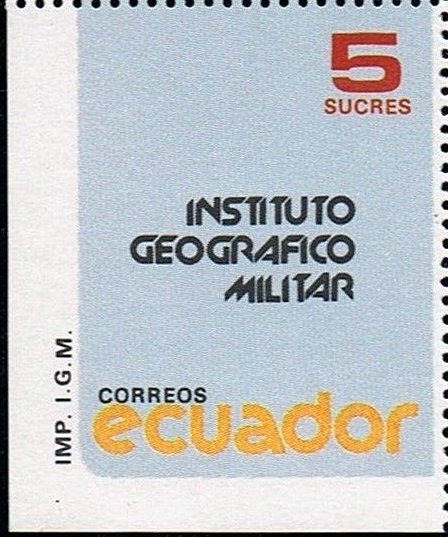 5
SUCRES
INSTITUTO
GEOGRAFICO
MILITAR
IMP. I.G.M.
CORREOS
ecuador